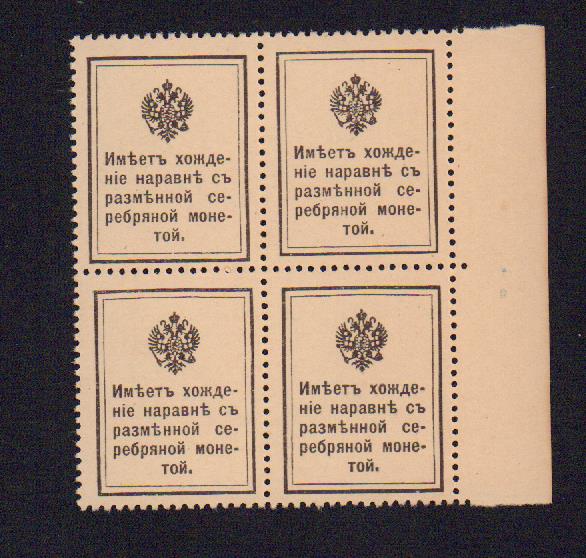 Имѣетъ хожде-
ніе наравнѣ съ
размѣнной се-
ребряной моне-
той.
Имѣетъ хожде-
ніе наравнѣ съ
размѣнной се-
ребряной моне-
той.
Имѣетъ хожде-
ніе наравнѣ съ
размѣнной се-
ребряной моне-
той.
Имѣетъ хожде-
ніе наравнѣ съ
размѣнной се-
ребряной моне-
той.